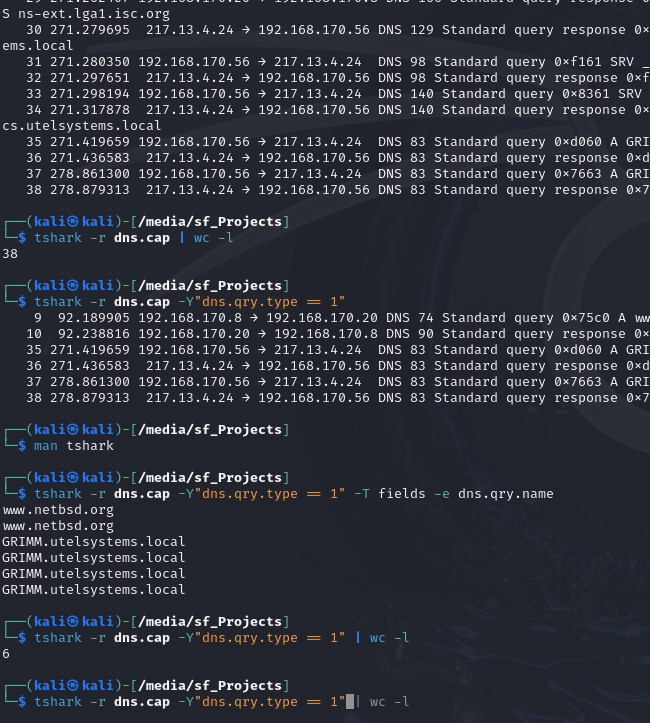 S ns-ext.lga1.isc.org
30 271.279695 217.13.4.24 → 192.168.170.56 DNS 129 Standard query response 0×
ems.local
31 271.280350 192.168.170.56 → 217.13.4.24 DNS 98 Standard query 0×f161 SRV _
32 271.297651 217.13.4.24 → 192.168.170.56 DNS 98 Standard query response 0×f
33 271.298194 192.168.170.56 → 217.13.4.24 DNS 140 Standard query 0×8361 SRV
34 271.317878 217.13.4.24 → 192.168.170.56 DNS 140 Standard query response 0×
cs.utelsystems.local
35 271.419659 192.168.170.56 → 217.13.4.24 DNS 83 Standard query 0×d060 A GRI
36 271.436583 217.13.4.24 → 192.168.170.56 DNS 83 Standard query response 0×d
37 278.861300 192.168.170.56 → 217.13.4.24 DNS 83 Standard query 0×7663 A GRI
38 278.879313 217.13.4.24 → 192.168.170.56 DNS 83 Standard query response 0×7
┌──(kali㉿kali)-[/media/sf_Projects]
└─$ tshark -r dns.cap | wc -l
38
┌──(kali㉿kali)-[/media/sf_Projects]
└─$ tshark -r dns.cap -Y"dns.qry.type == 1"
9 92.189905 192.168.170.8 → 192.168.170.20 DNS 74 Standard query 0×75c0 A ww
10 92.238816 192.168.170.20 → 192.168.170.8 DNS 90 Standard query response 0×
35 271.419659 192.168.170.56 → 217.13.4.24 DNS 83 Standard query 0×d060 A GRI
36 271.436583 217.13.4.24 → 192.168.170.56 DNS 83 Standard query response 0×d
37 278.861300 192.168.170.56 → 217.13.4.24 DNS 83 Standard query 0×7663 A GRI
38 278.879313 217.13.4.24 → 192.168.170.56 DNS 83 Standard query response 0×7
┌──(kali㉿kali)-[/media/sf_Projects]
└─$ man tshark
┌──(kali㉿kali)-[/media/sf_Projects]
└─$ tshark -r dns.cap -Y"dns.qry.type == 1" -T fields -e dns.qry.name
www.netbsd.org
www.netbsd.org
GRIMM.utelsystems.local
GRIMM.utelsystems.local
GRIMM.utelsystems.local
GRIMM.utelsystems.local
┌──(kali㉿kali)-[/media/sf_Projects]
└─$ tshark -r dns.cap -Y"dns.qry.type == 1" | wc -l
6
┌──(kali㉿kali)-[/media/sf_Projects]
└─$ tshark -r dns.cap -Y"dns.qry.type == 1" | wc -l